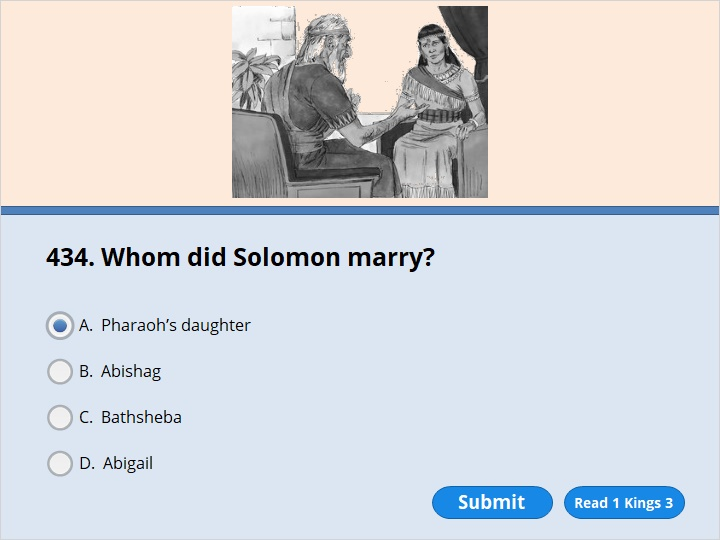 434. Whom did Solomon marry?
A. Pharaoh’s daughter
B. Abishag
C. Bathsheba
D. Abigail
Submit
Read 1 Kings 3